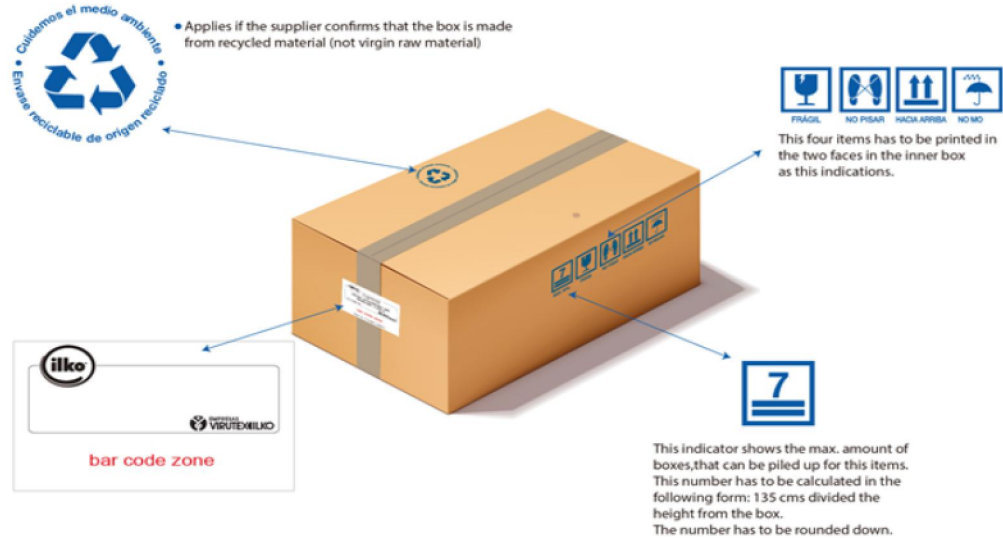 Cuidemos el medio ambiente
Envase reciclable de origen reciclado
Applies if the supplier confirms that the box is made
from recycled material (not virgin raw material)
FRÁGIL
NO PISAR
HACIA ARRIBA
NO MO
This four items has to be printed in
the two faces in the inner box
as this indications.
7
ilko
EMPRESAS
VIRUTEX ILKO
bar code zone
7
This indicator shows the max. amount of
boxes,that can be piled up for this items.
This number has to be calculated in the
following form: 135 cms divided the
height from the box.
The number has to be rounded down.